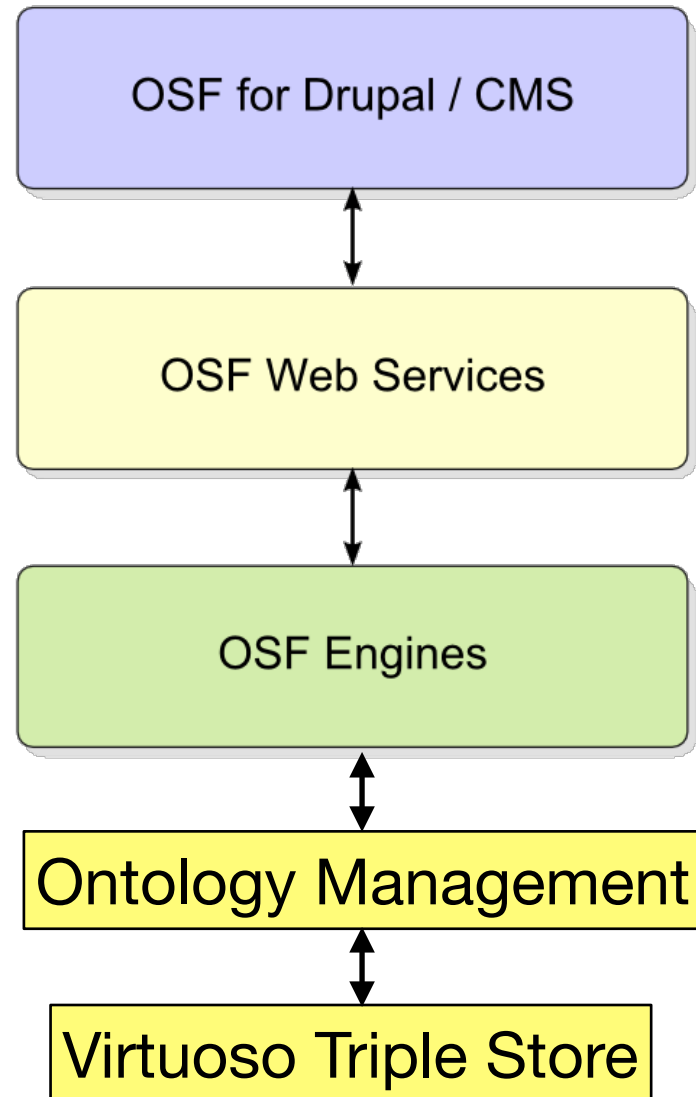 OSF for Drupal / CMS
OSF Web Services
OSF Engines
Ontology Management
Virtuoso Triple Store